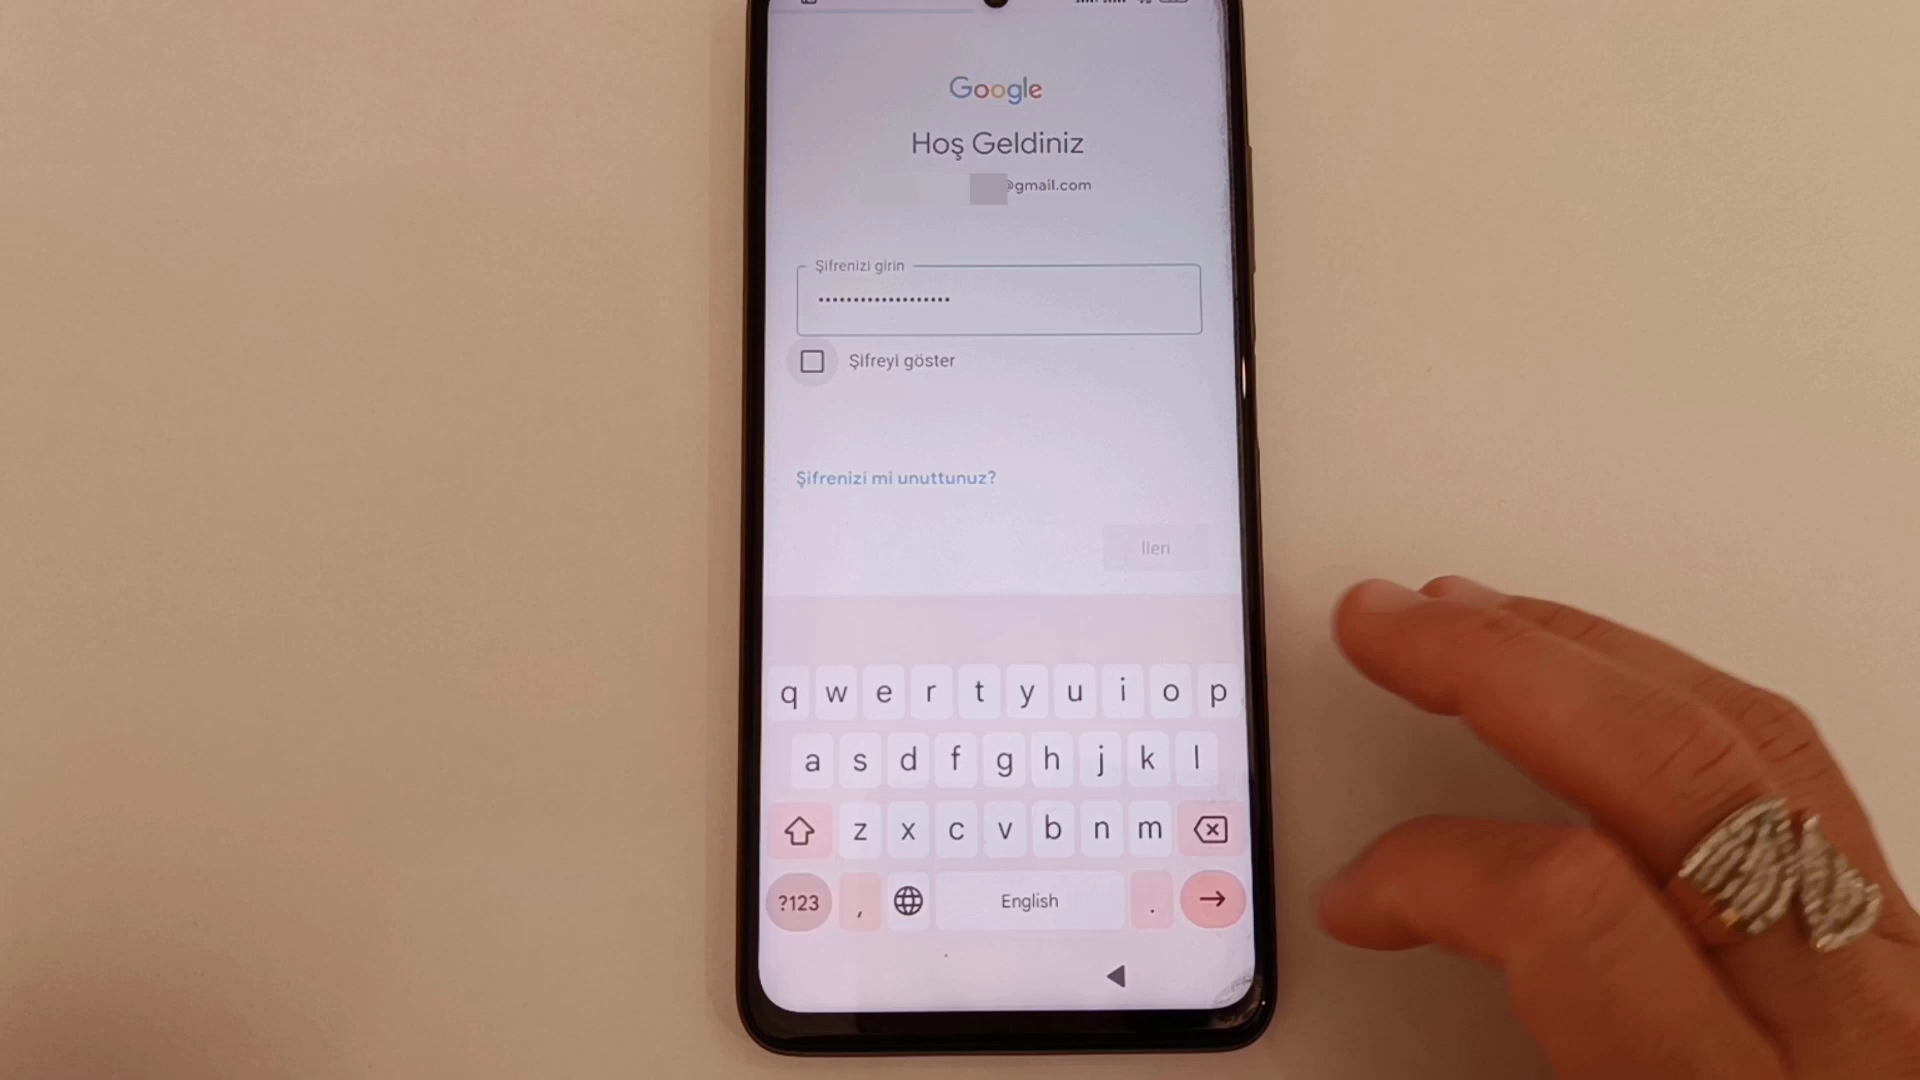 Google
Hoş Geldiniz
@gmail.com
Şifrenizi girin
•••••••••••••••••••
Şifreyi göster
Şifrenizi mi unuttunuz?
İleri
q w e r t y u i o p
a s d f g h j k l
z x c v b n m
?123 , English .